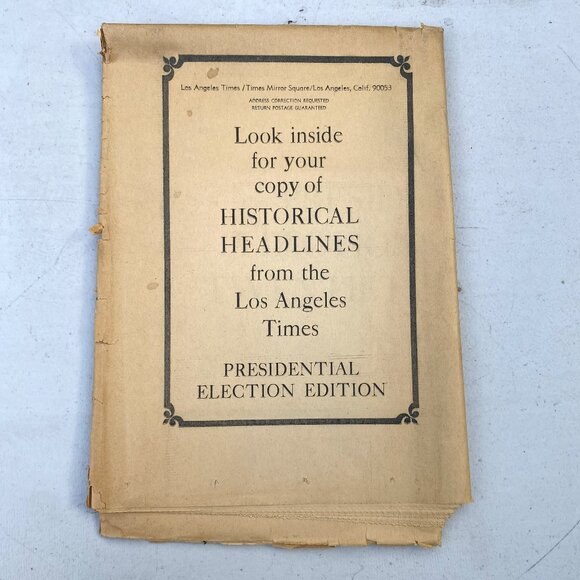 Los Angeles Times / Times Mirror Square/Los Angeles, Calif. 90053
ADDRESS CORRECTION REQUESTED
RETURN POSTAGE GUARANTEED
Look inside
for your
copy of
HISTORICAL
HEADLINES
from the
Los Angeles
Times
PRESIDENTIAL
ELECTION EDITION